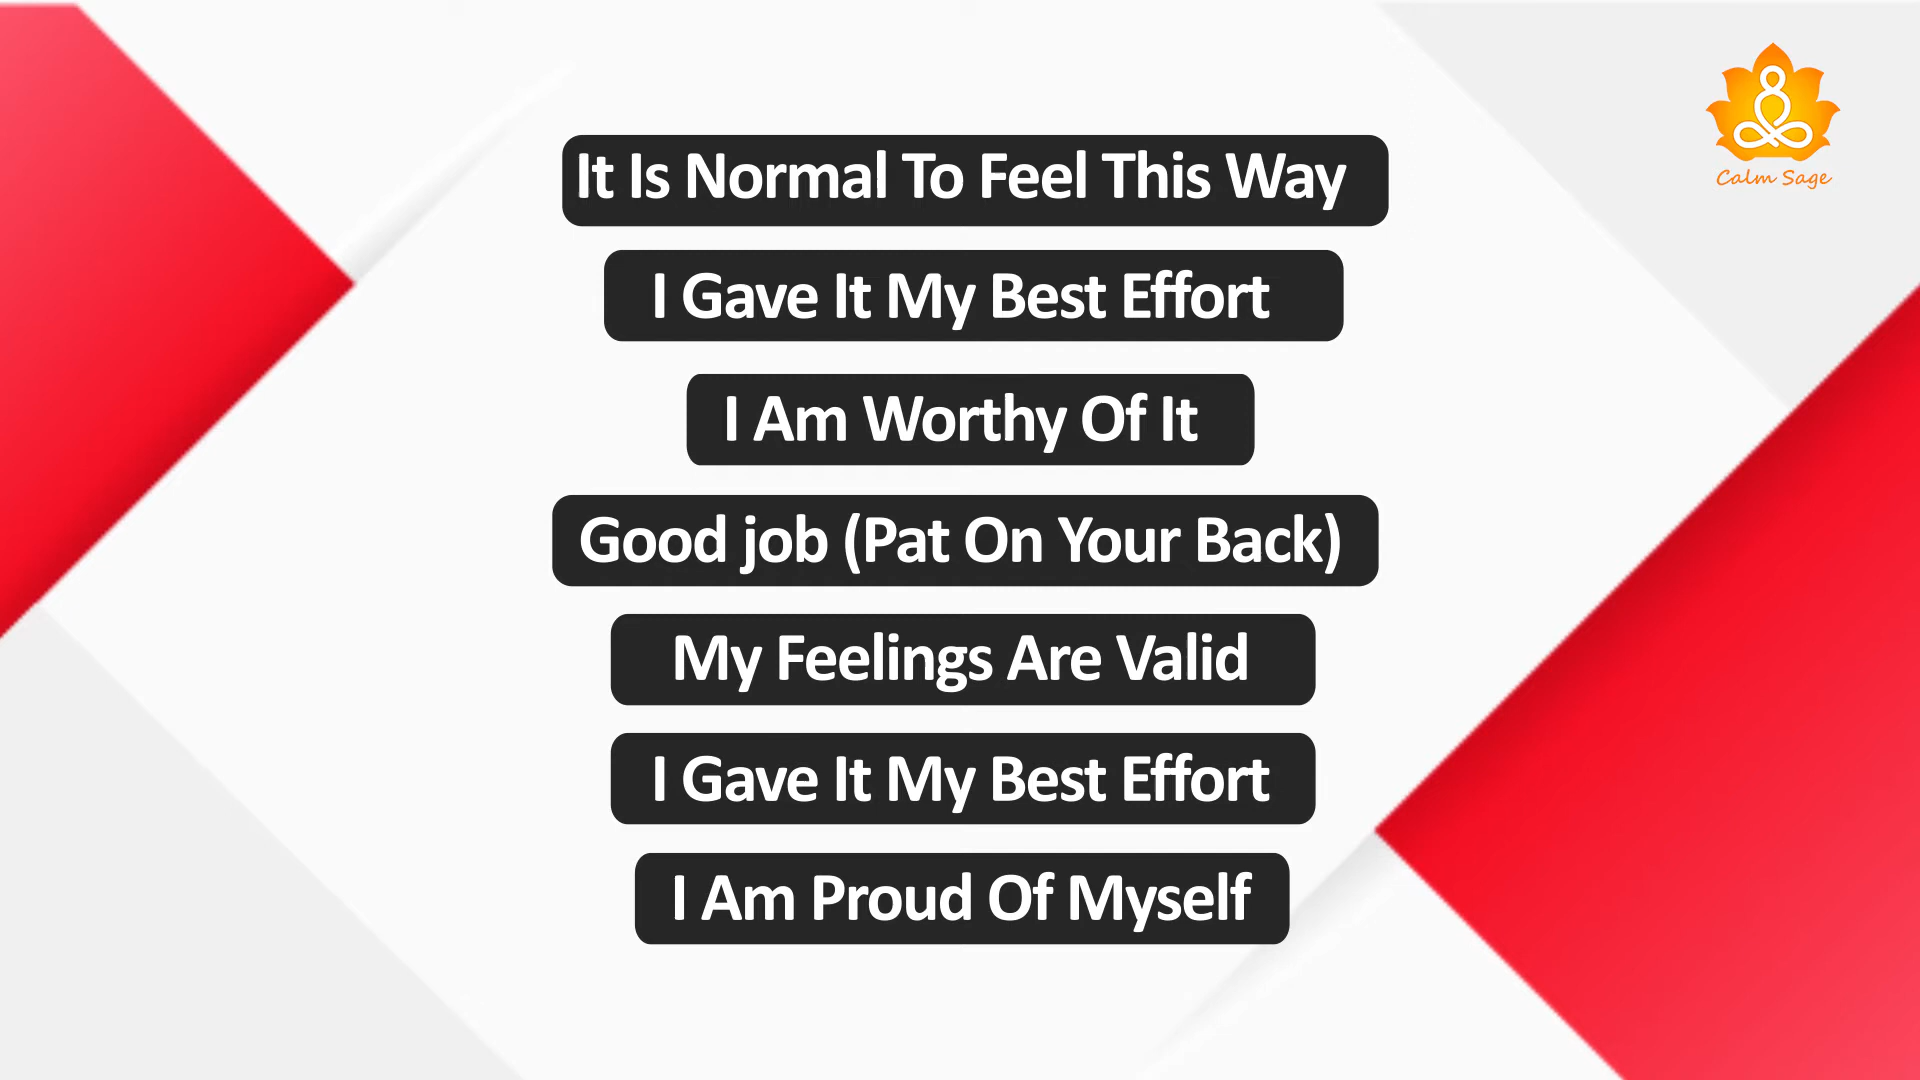 Calm Sage
It Is Normal To Feel This Way
I Gave It My Best Effort
I Am Worthy Of It
Good job (Pat On Your Back)
My Feelings Are Valid
I Gave It My Best Effort
I Am Proud Of Myself